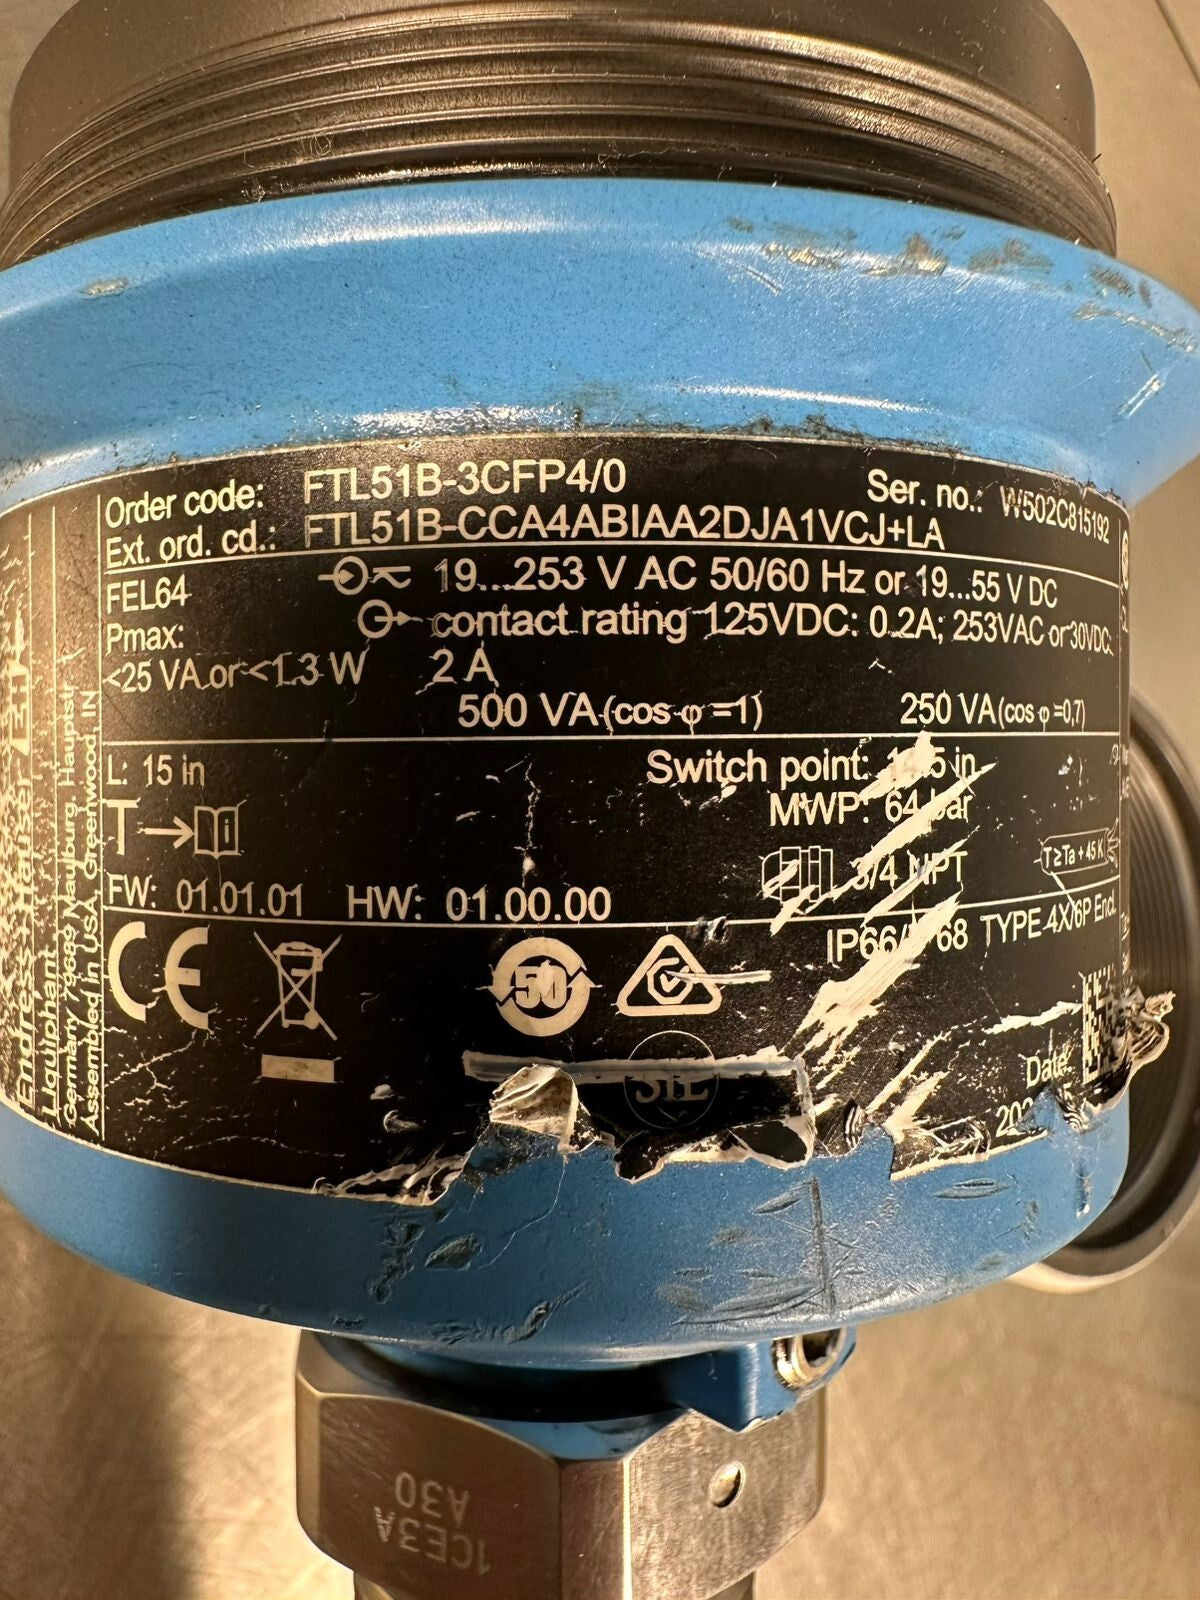 Order code: FTL51B-3CFP4/0 Ser. no.: W502C815192
Ext. ord. cd.: FTL51B-CCA4ABIAA2DJA1VCJ+LA
FEL64 19...253 V AC 50/60 Hz or 19...55 V DC
Pmax: contact rating 125VDC: 0.2A; 253VAC or 30VDC:
<25 VA or <1.3 W 2 A
500 VA (cos φ =1) 250 VA (cos φ =0,7)
L: 15 in Switch point: in
MWP: 64 bar
T i
3/4 NPT T≥Ta + 45 K
FW: 01.01.01 HW: 01.00.00
IP66/ 68 TYPE 4X/6P Encl.
CE 50
SIL
Date:
Endress+Hauser EH
Liquiphant
Germany 79689 Maulburg, Hauptstr
Assembled in USA, Greenwood, IN
1CE3A
A30